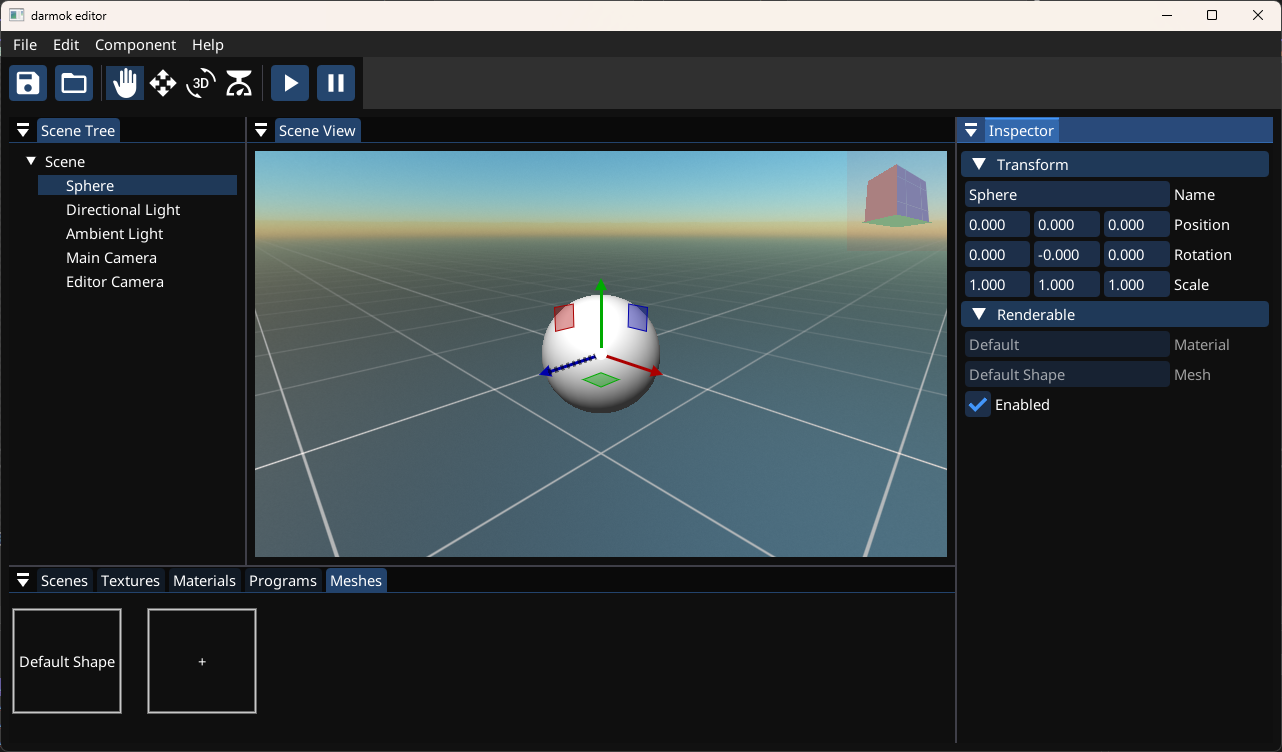 darmok editor
File Edit Component Help
3D
Scene Tree
Scene
Sphere
Directional Light
Ambient Light
Main Camera
Editor Camera
Scene View
Inspector
Transform
Sphere Name
0.000 0.000 0.000 Position
0.000 -0.000 0.000 Rotation
1.000 1.000 1.000 Scale
Renderable
Default Material
Default Shape Mesh
Enabled
Scenes Textures Materials Programs Meshes
Default Shape +